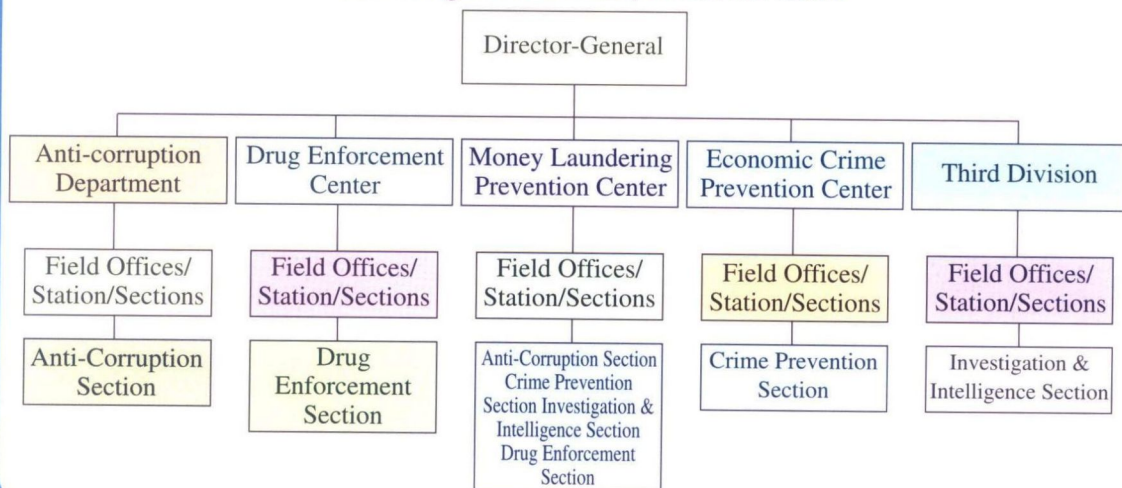 Director-General
Anti-corruption
Department
Drug Enforcement
Center
Money Laundering
Prevention Center
Economic Crime
Prevention Center
Third Division
Field Offices/
Station/Sections
Field Offices/
Station/Sections
Field Offices/
Station/Sections
Field Offices/
Station/Sections
Field Offices/
Station/Sections
Anti-Corruption
Section
Drug
Enforcement
Section
Anti-Corruption Section
Crime Prevention
Section Investigation &
Intelligence Section
Drug Enforcement
Section
Crime Prevention
Section
Investigation &
Intelligence Section